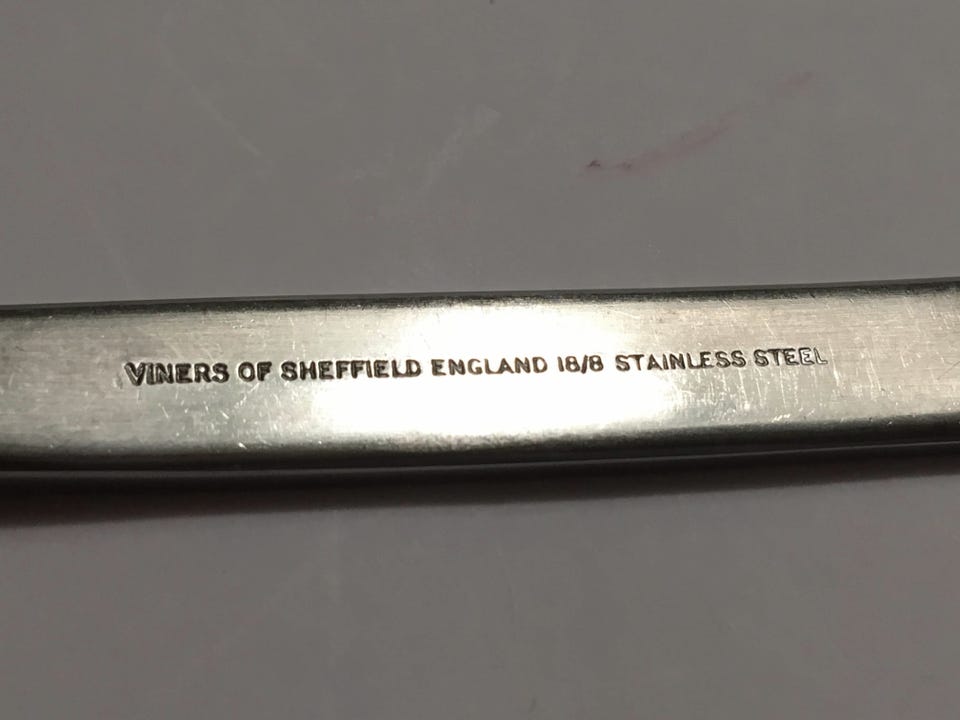 VINERS OF SHEFFIELD ENGLAND 18/8 STAINLESS STEEL